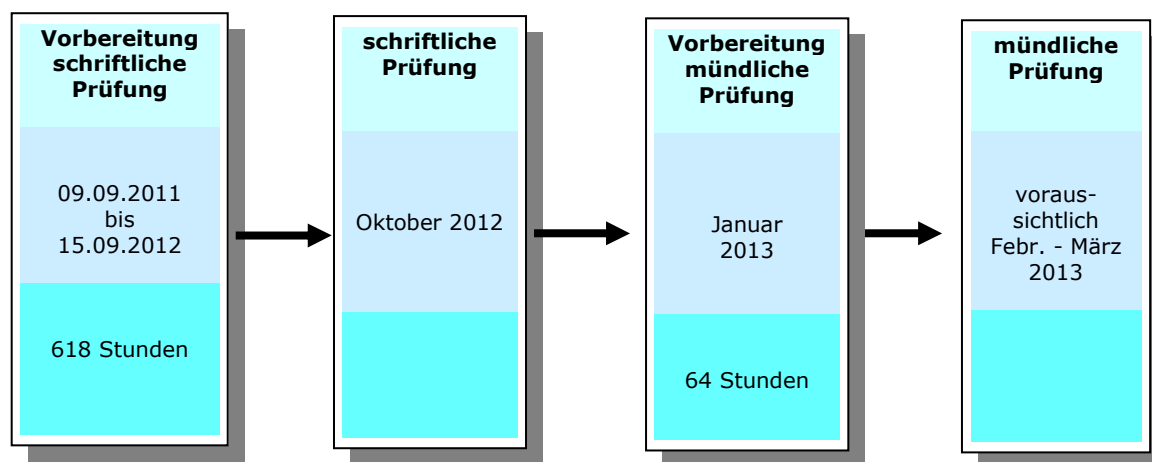 Vorbereitung
schriftliche
Prüfung
09.09.2011
bis
15.09.2012
618 Stunden
schriftliche
Prüfung
Oktober 2012
Vorbereitung
mündliche
Prüfung
Januar
2013
64 Stunden
mündliche
Prüfung
voraus-
sichtlich
Febr. - März
2013